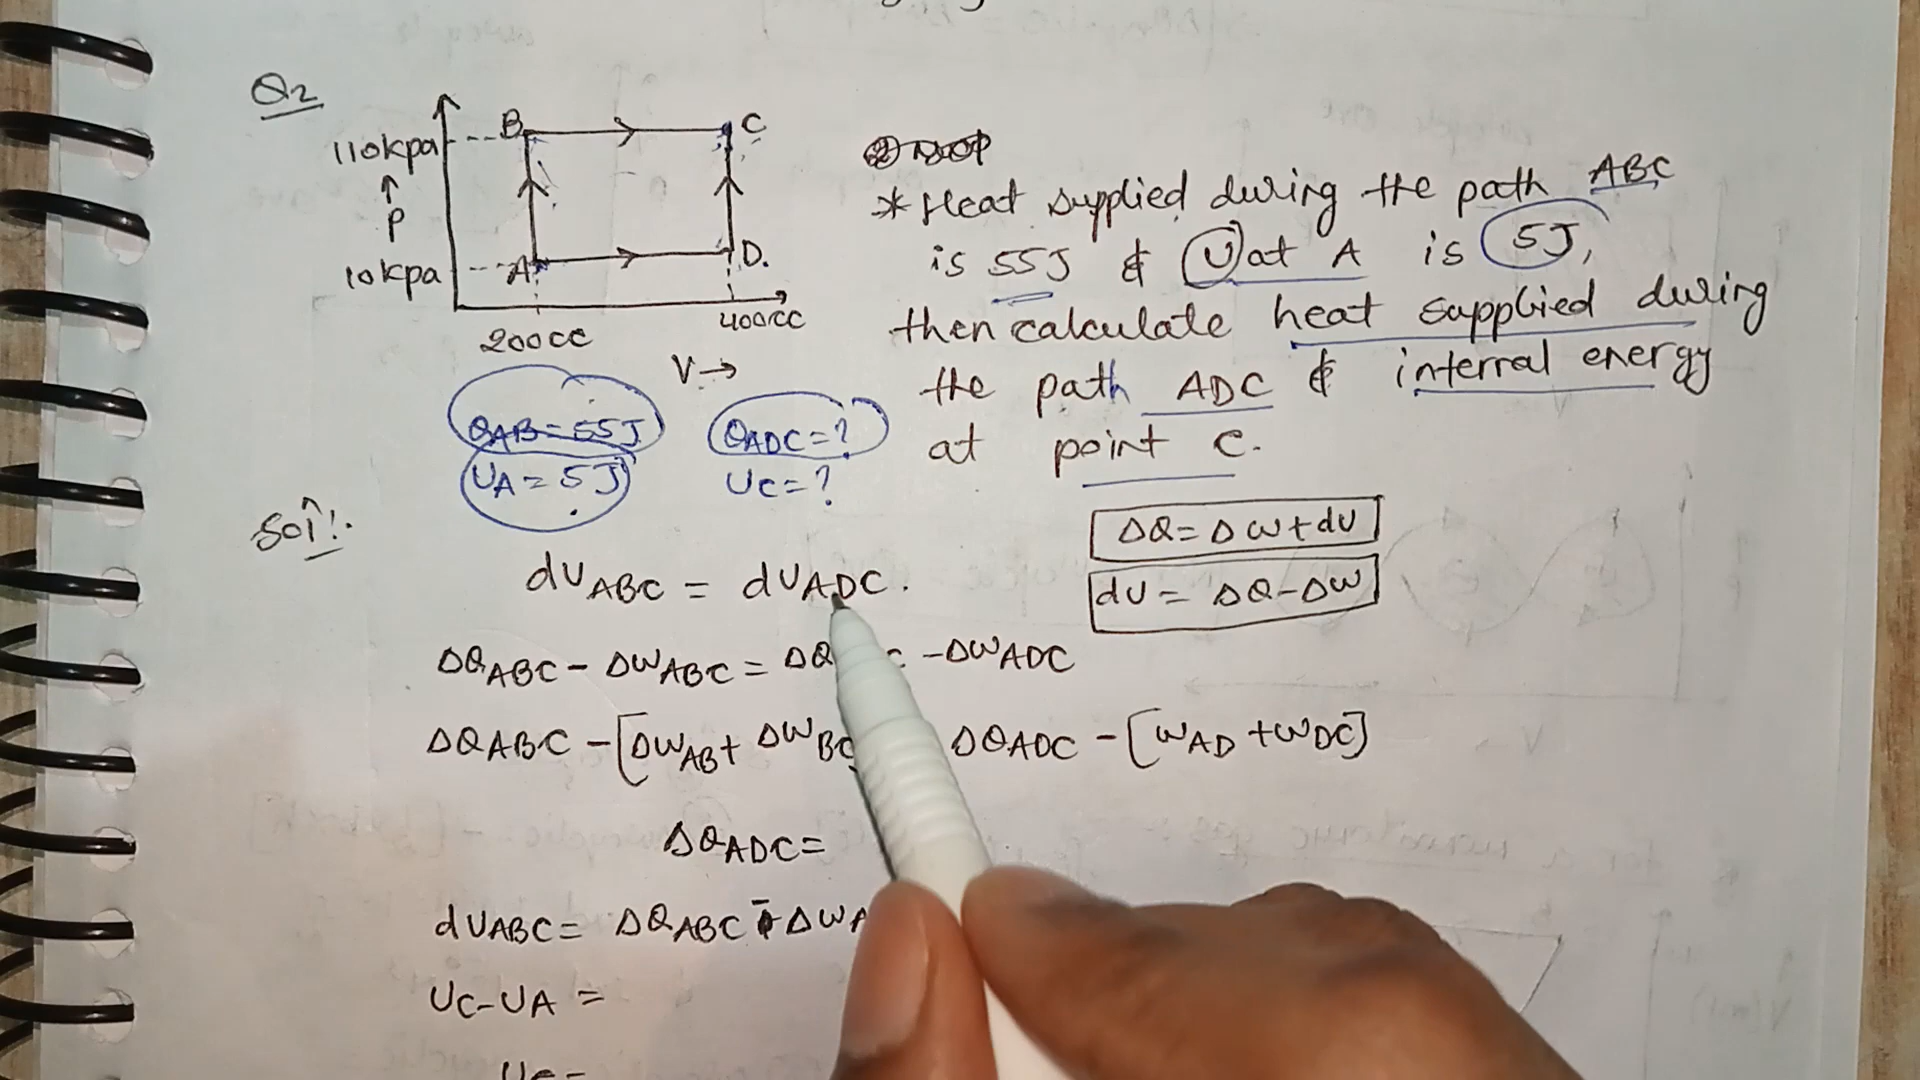 Q2
B
C
110kpa
P
10kpa
A
D.
200cc
400cc
V→
* Heat supplied during the path ABC
is 55J & U at A is 5J,
then calculate heat supplied during
the path ADC & internal energy
at point C.
QAB=55J
QADC=?
UA=5J
UC=?
Sol^n:
ΔQ=ΔW+dU
dU=ΔQ-ΔW
dUABC = dUADC.
ΔQABC - ΔWABC = ΔQ C -ΔWADC
ΔQABC -[ΔWAB+ ΔWBC ΔQADC -[WAD +WDC]
ΔQADC=
dUABC= ΔQABC - ΔWA
UC-UA =